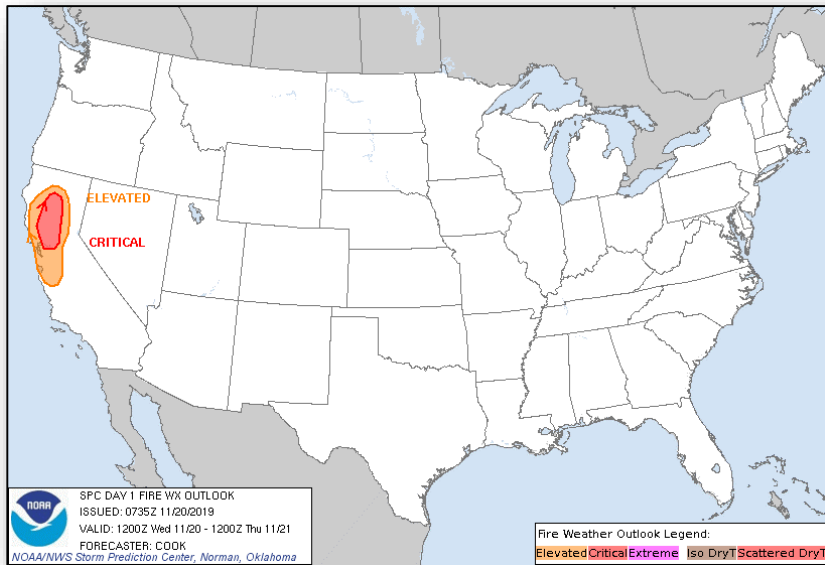 ELEVATED
CRITICAL
NOAA
SPC DAY 1 FIRE WX OUTLOOK
ISSUED: 0735Z 11/20/2019
VALID: 1200Z Wed 11/20 - 1200Z Thu 11/21
FORECASTER: COOK
NOAA/NWS Storm Prediction Center, Norman, Oklahoma
Fire Weather Outlook Legend:
Elevated Critical Extreme Iso DryT Scattered DryT